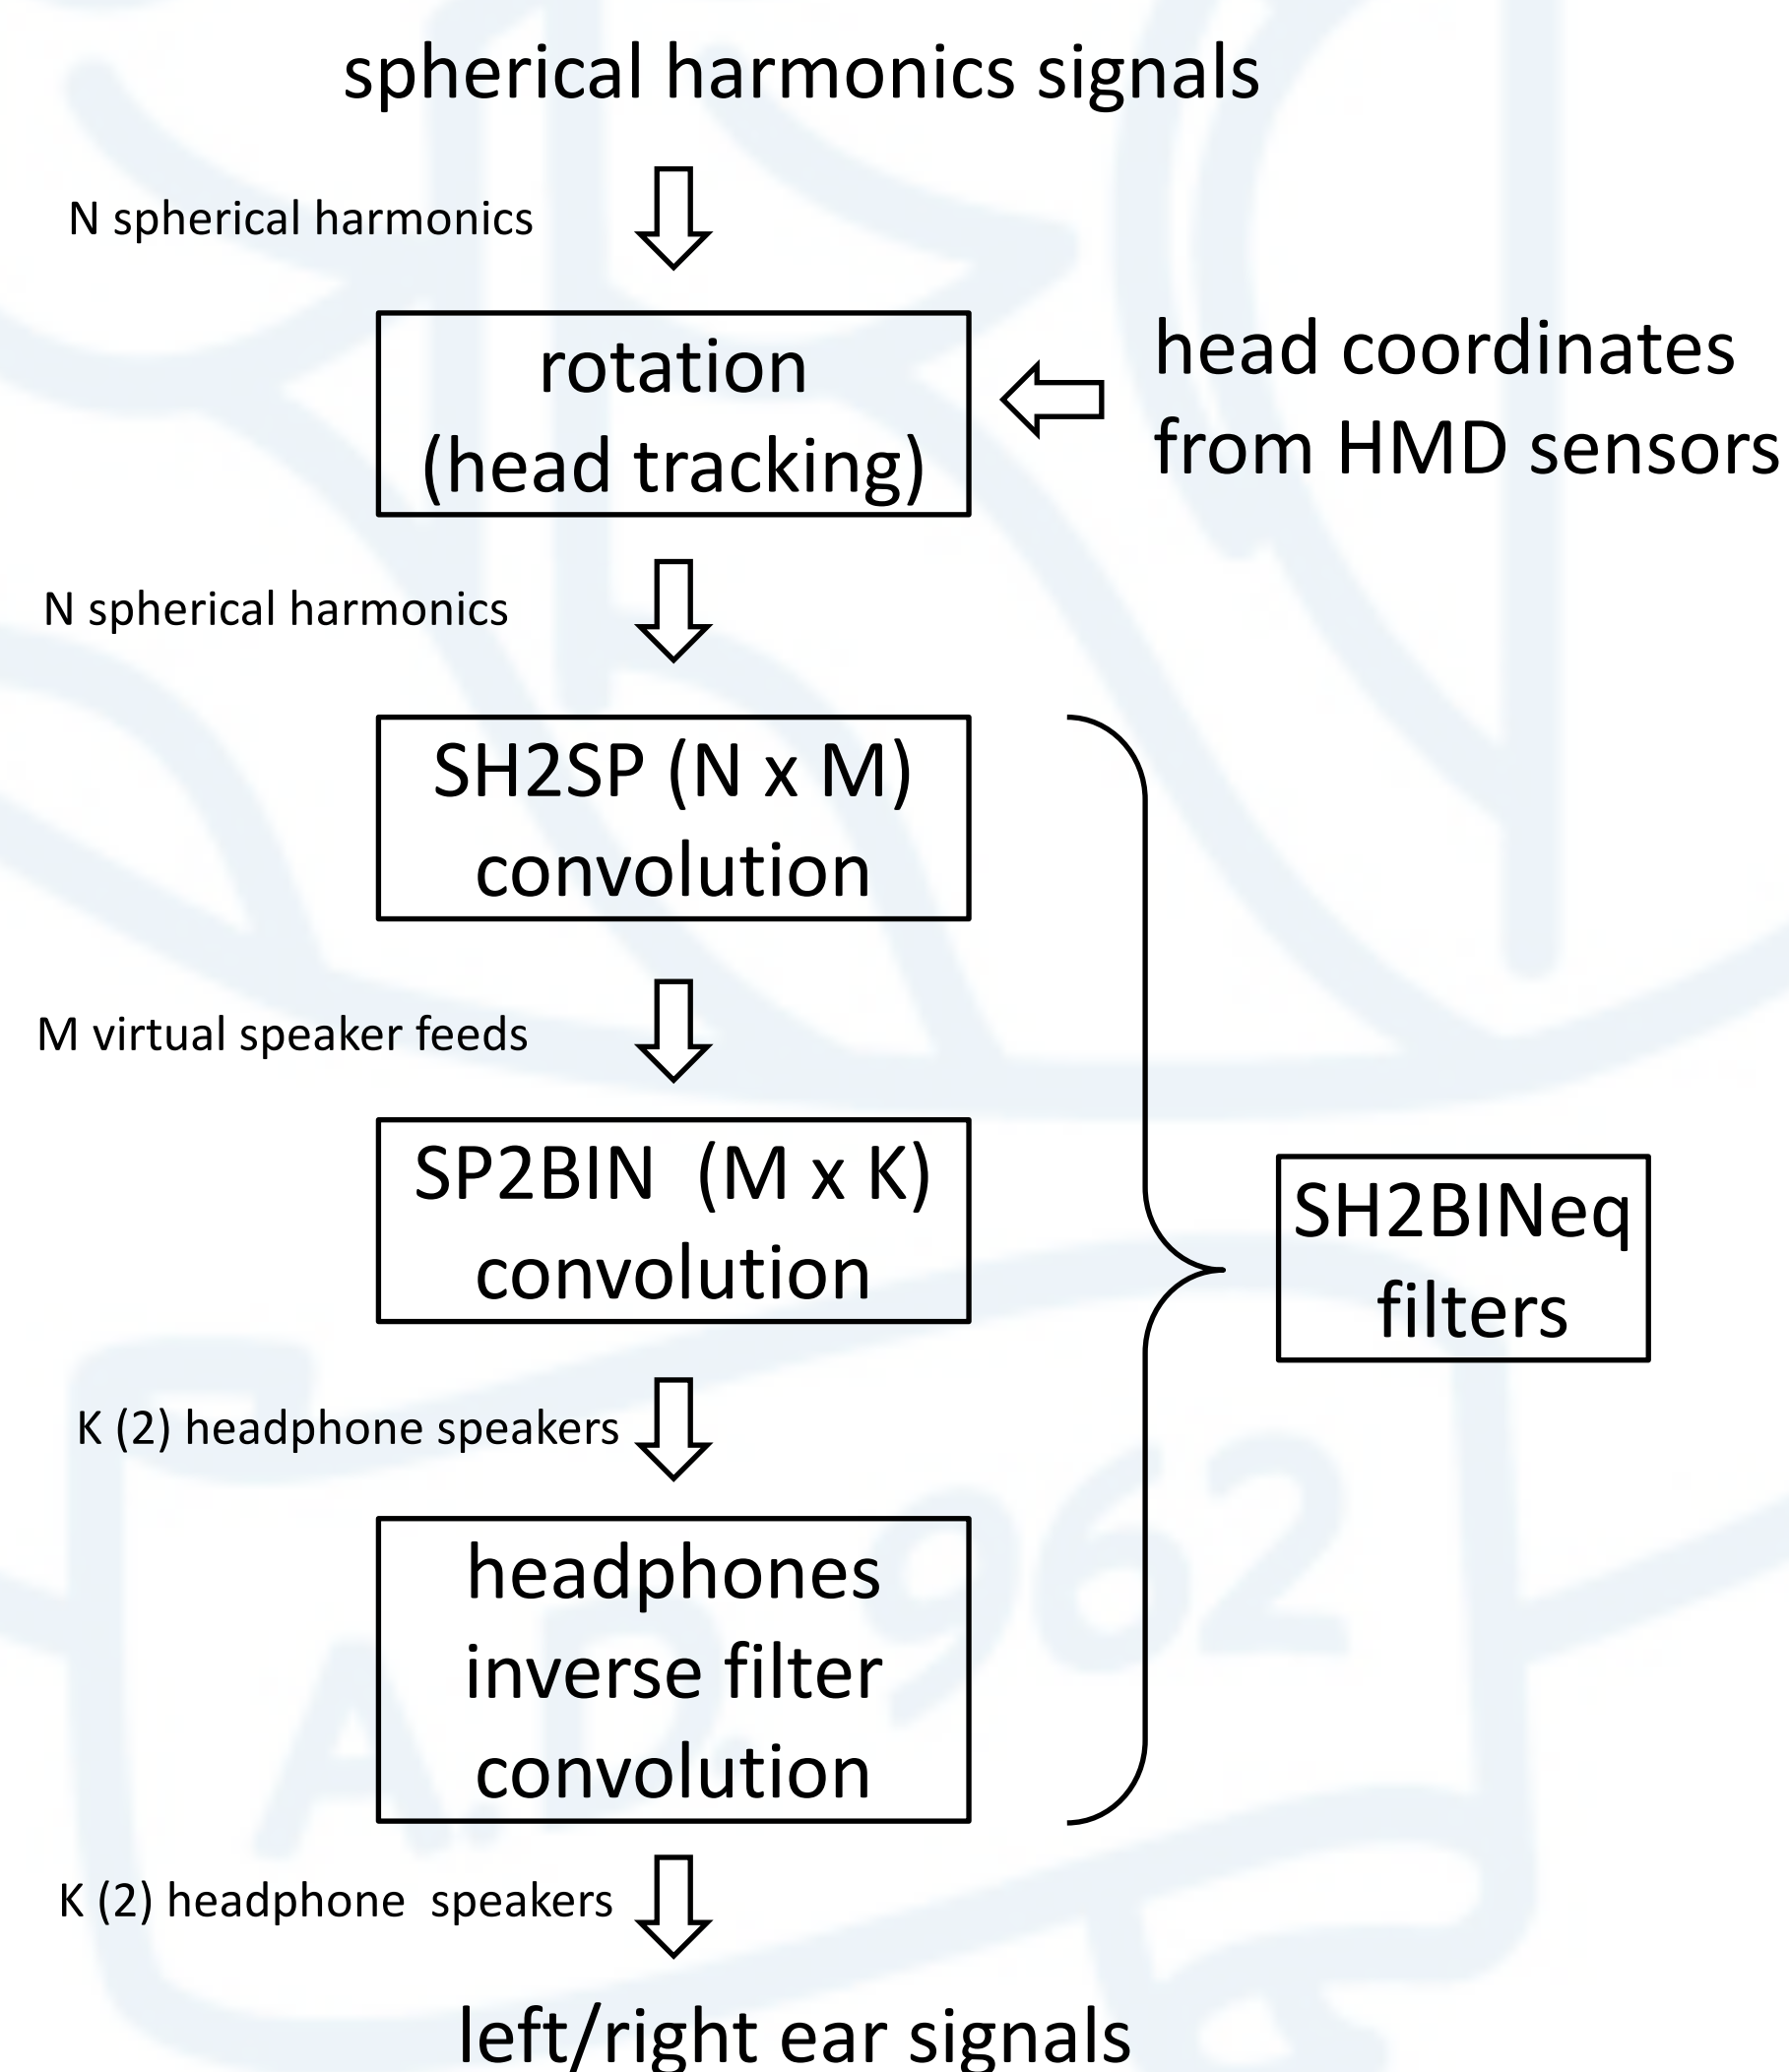 spherical harmonics signals
N spherical harmonics
rotation
(head tracking)
head coordinates
from HMD sensors
N spherical harmonics
SH2SP (N x M)
convolution
M virtual speaker feeds
SP2BIN (M x K)
convolution
SH2BINeq
filters
K (2) headphone speakers
headphones
inverse filter
convolution
K (2) headphone speakers
left/right ear signals
A.D. 962